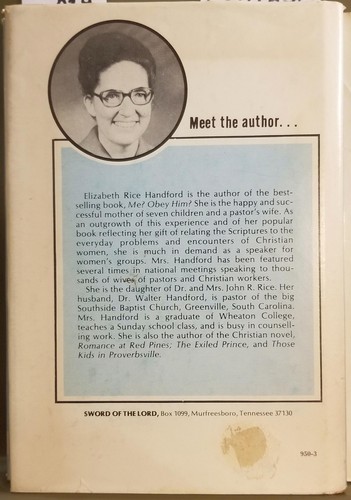 Meet the author...
Elizabeth Rice Handford is the author of the best-
selling book, Me? Obey Him? She is the happy and suc-
cessful mother of seven children and a pastor's wife. As
an outgrowth of this experience and of her popular
book reflecting her gift of relating the Scriptures to the
everyday problems and encounters of Christian
women, she is much in demand as a speaker for
women's groups. Mrs. Handford has been featured
several times in national meetings speaking to thou-
sands of wives of pastors and Christian workers.
She is the daughter of Dr. and Mrs. John R. Rice. Her
husband, Dr. Walter Handford, is pastor of the big
Southside Baptist Church, Greenville, South Carolina.
Mrs. Handford is a graduate of Wheaton College,
teaches a Sunday school class, and is busy in counsell-
ing work. She is also the author of the Christian novel,
Romance at Red Pines; The Exiled Prince, and Those
Kids in Proverbsville.
SWORD OF THE LORD, Box 1099, Murfreesboro, Tennessee 37130
950-3